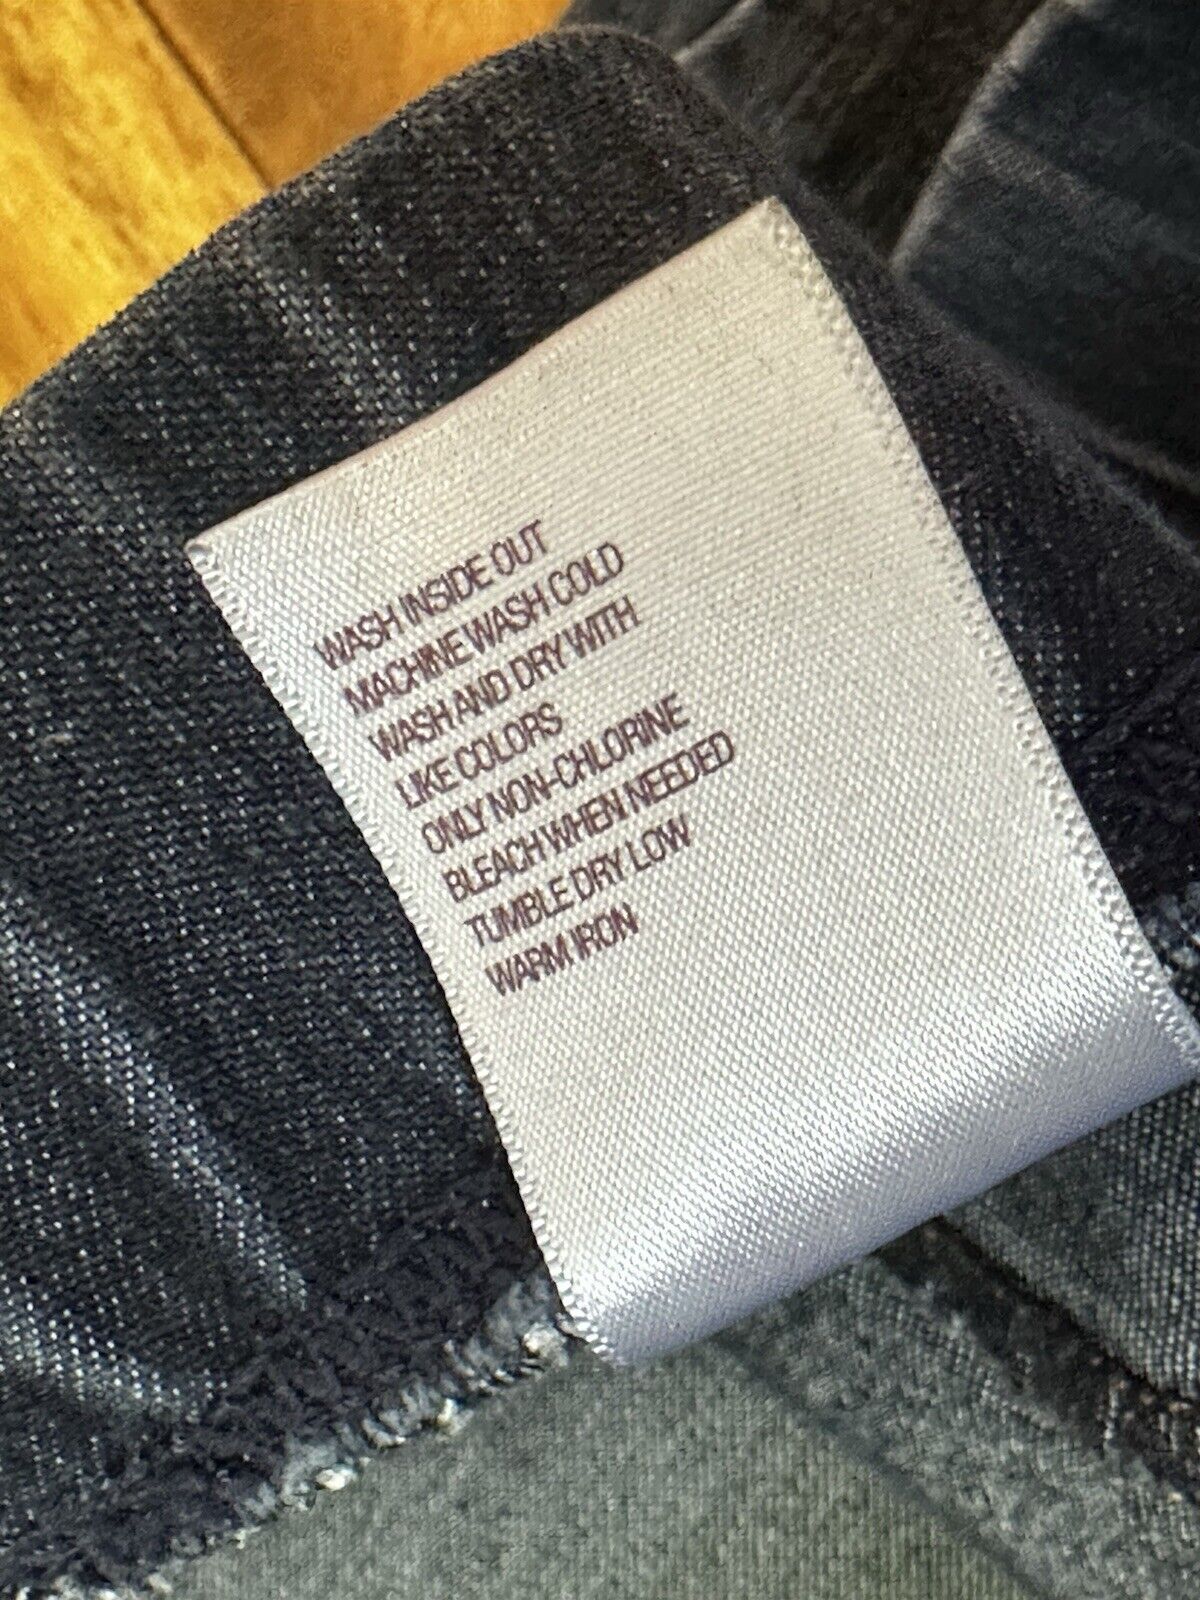 WASH INSIDE OUT
MACHINE WASH COLD
WASH AND DRY WITH
LIKE COLORS
ONLY NON-CHLORINE
BLEACH WHEN NEEDED
TUMBLE DRY LOW
WARM IRON